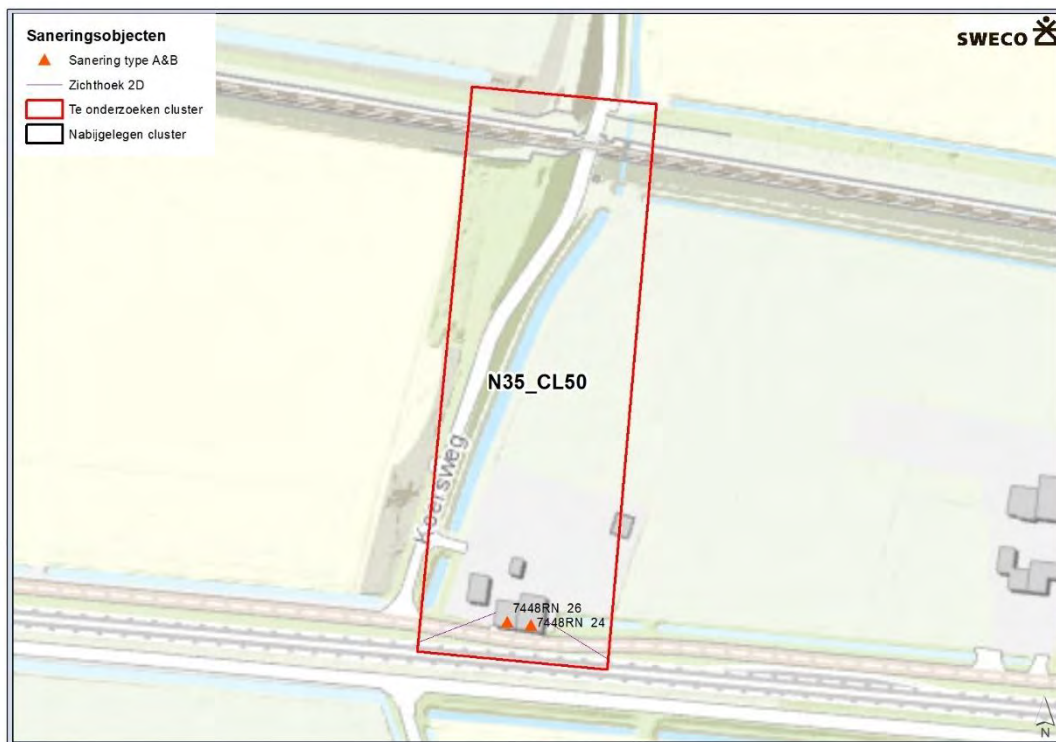 Saneringsobjecten
Sanering type A&B
Zichthoek 2D
Te onderzoeken cluster
Nabijgelegen cluster
SWECO
N35_CL50
Koersweg
7448RN 26
7448RN 24
N